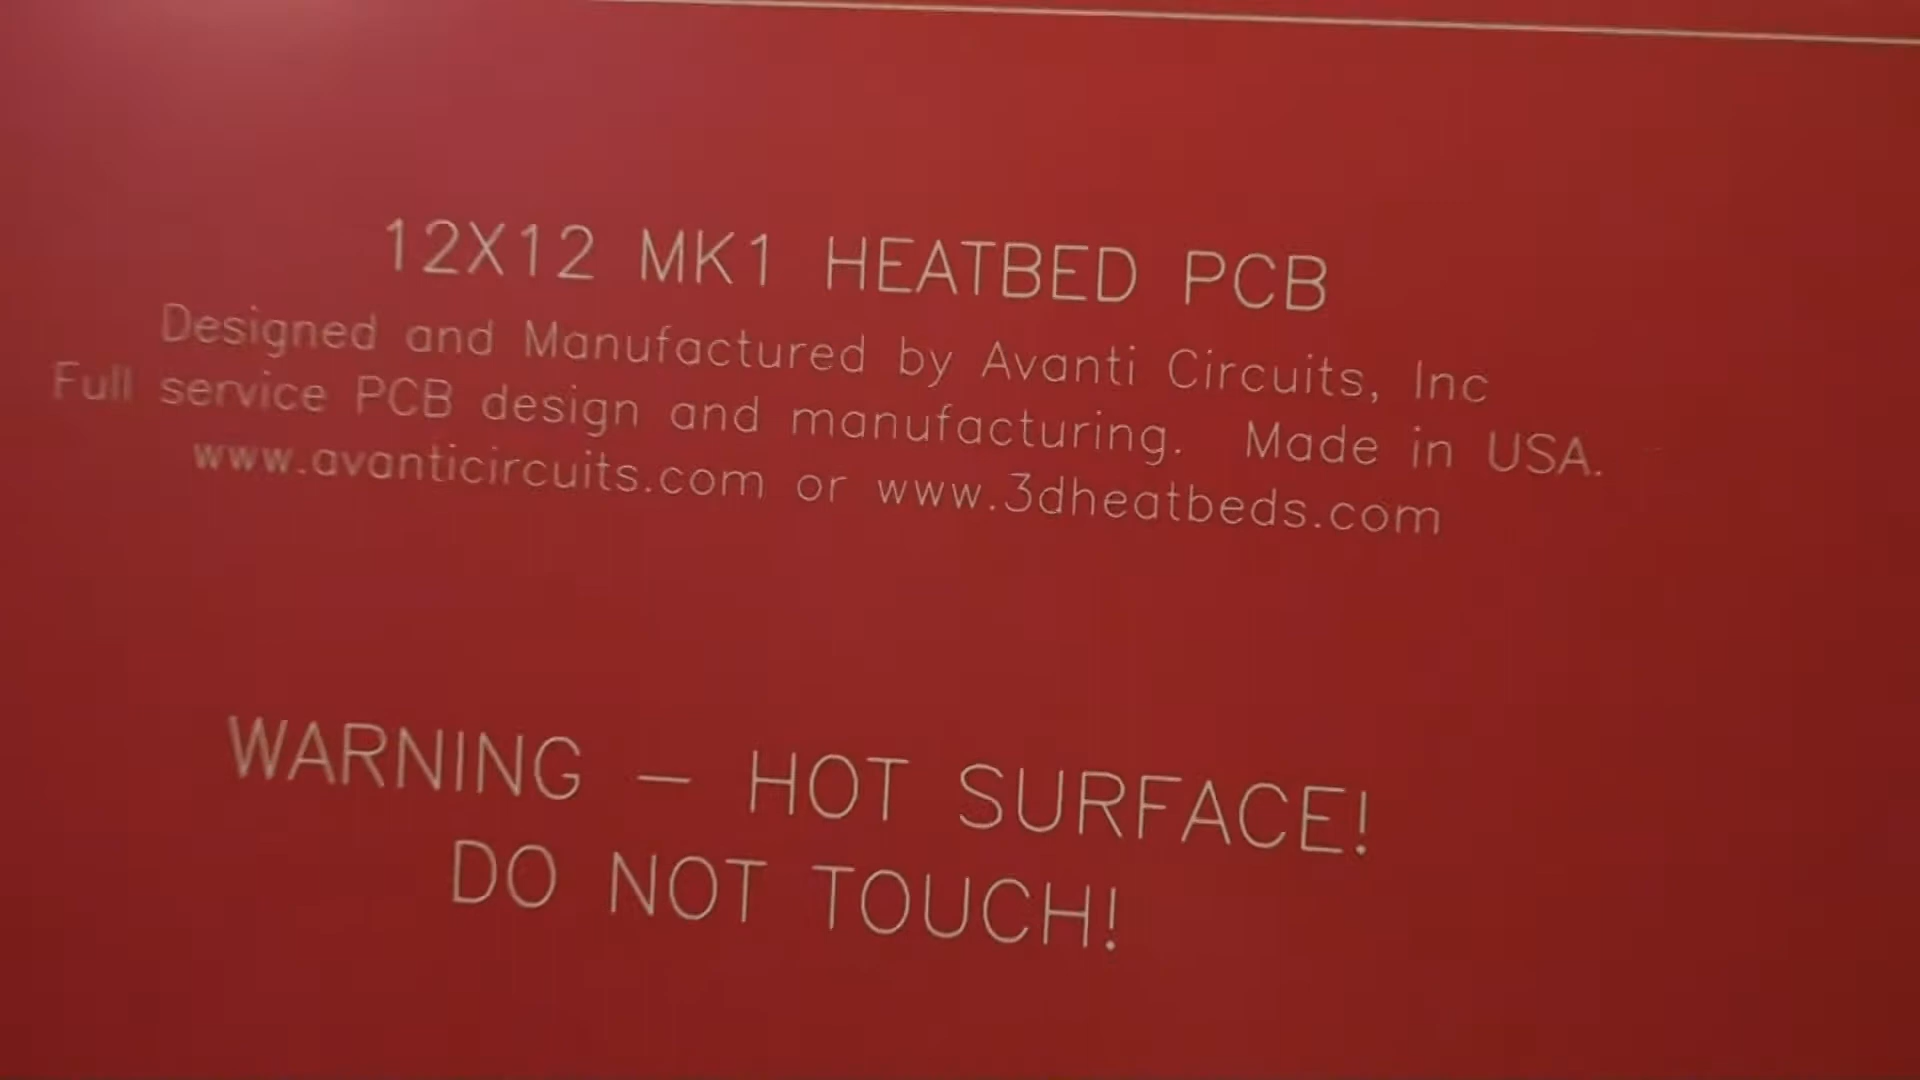 12X12 MK1 HEATBED PCB
Designed and Manufactured by Avanti Circuits, Inc
Full service PCB design and manufacturing.  Made in USA.
www.avanticircuits.com or www.3dheatbeds.com
WARNING – HOT SURFACE!
DO NOT TOUCH!